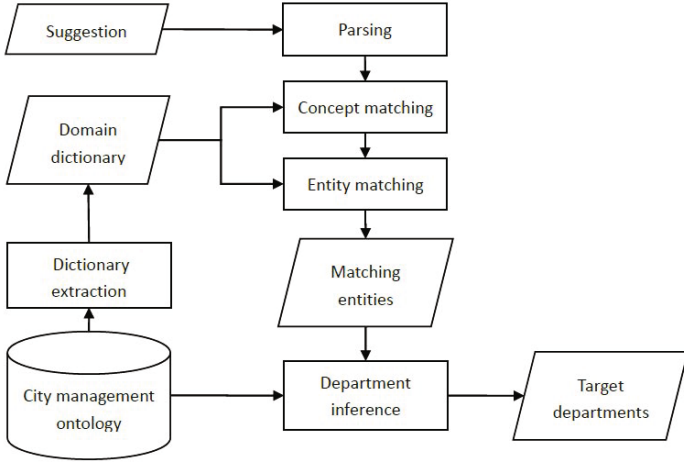 Suggestion
Parsing
Domain
dictionary
Concept matching
Entity matching
Dictionary
extraction
Matching
entities
City management
ontology
Department
inference
Target
departments